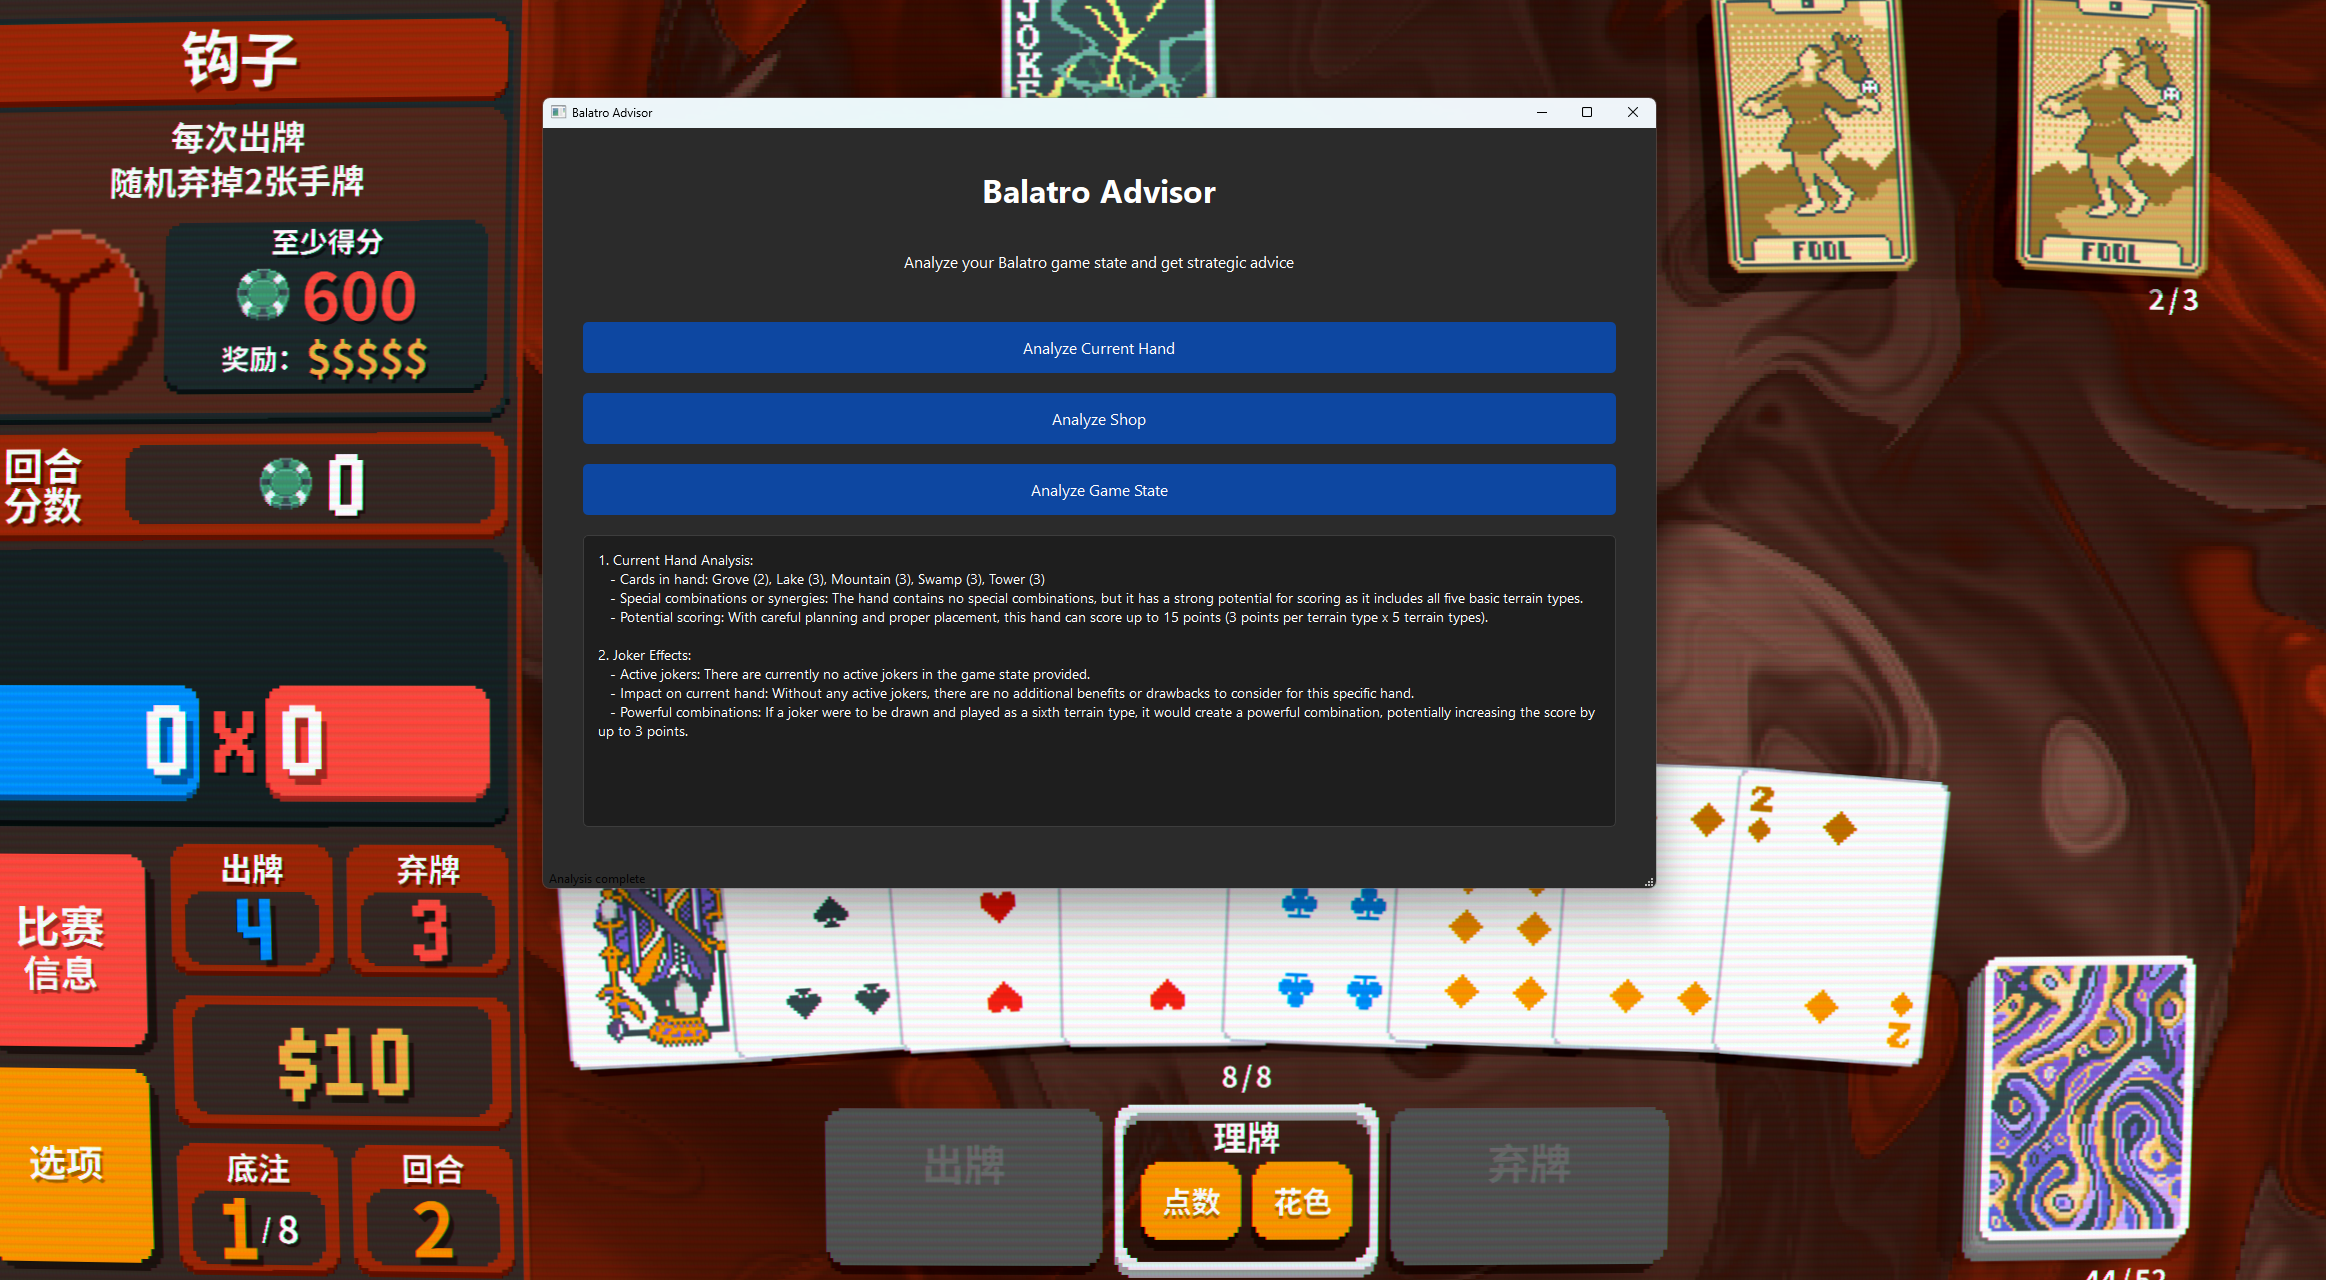 钩子
每次出牌
随机弃掉2张手牌
至少得分
600
奖励：$$$$$
回合
分数
0
0 X 0
比赛
信息
出牌
4
弃牌
3
$10
选项
底注
1/8
回合
2
JOKE
FOOL
FOOL
2/3
Balatro Advisor
Balatro Advisor
Analyze your Balatro game state and get strategic advice
Analyze Current Hand
Analyze Shop
Analyze Game State
1. Current Hand Analysis:
- Cards in hand: Grove (2), Lake (3), Mountain (3), Swamp (3), Tower (3)
- Special combinations or synergies: The hand contains no special combinations, but it has a strong potential for scoring as it includes all five basic terrain types.
- Potential scoring: With careful planning and proper placement, this hand can score up to 15 points (3 points per terrain type x 5 terrain types).
2. Joker Effects:
- Active jokers: There are currently no active jokers in the game state provided.
- Impact on current hand: Without any active jokers, there are no additional benefits or drawbacks to consider for this specific hand.
- Powerful combinations: If a joker were to be drawn and played as a sixth terrain type, it would create a powerful combination, potentially increasing the score by
up to 3 points.
Analysis complete
2
2
8/8
出牌
理牌
点数
花色
弃牌
44/52